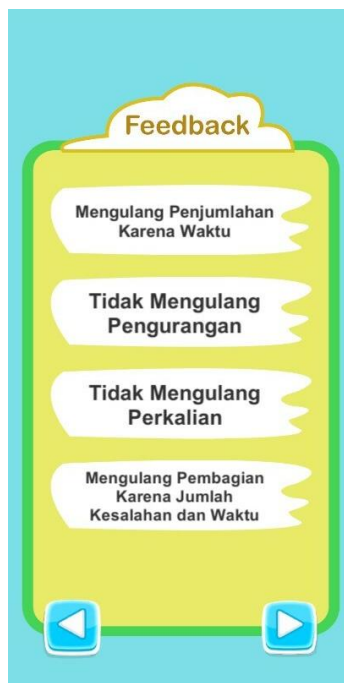 Feedback
Mengulang Penjumlahan
Karena Waktu
Tidak Mengulang
Pengurangan
Tidak Mengulang
Perkalian
Mengulang Pembagian
Karena Jumlah
Kesalahan dan Waktu